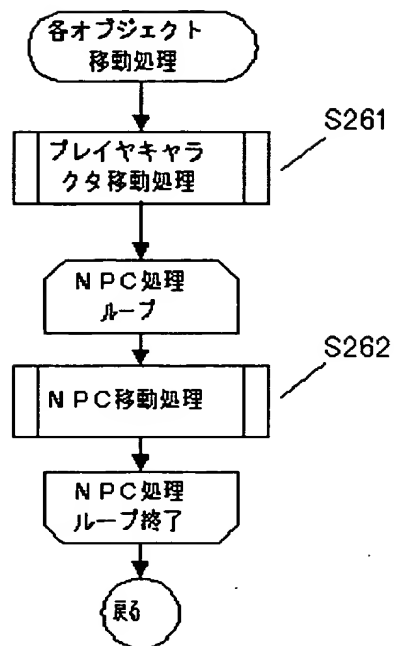 各オブジェクト
移動処理
S261
プレイヤキャラ
クタ移動処理
NPC処理
ループ
S262
NPC移動処理
NPC処理
ループ終了
戻る